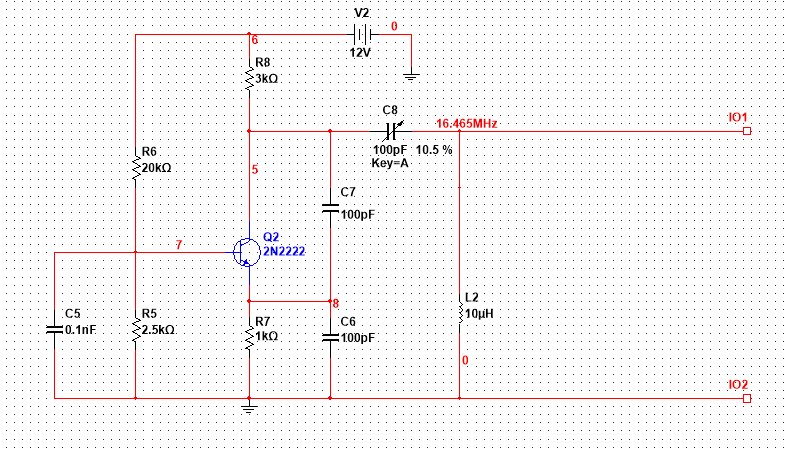 V2
0
6
12V
R8
3kΩ
C8
16.465MHz
IO1
100pF 10.5 %
Key=A
R6
20kΩ
5
C7
100pF
7
Q2
2N2222
8
L2
10µH
C5
0.1nF
R5
2.5kΩ
R7
1kΩ
C6
100pF
0
IO2